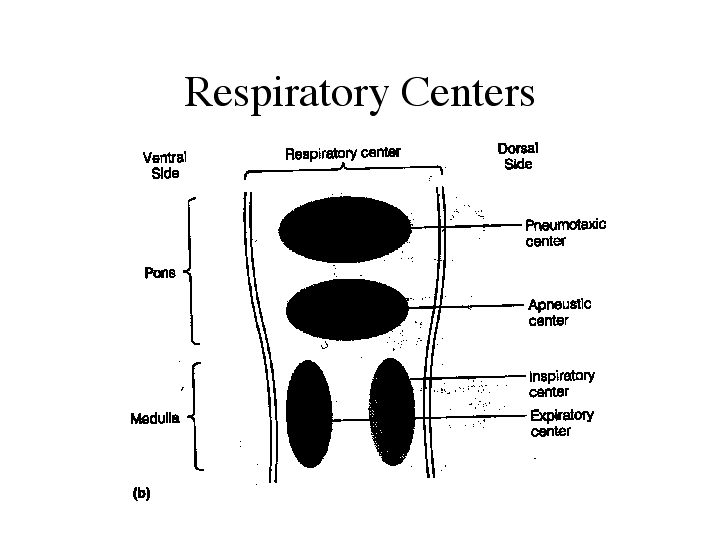 Respiratory Centers
Ventral
Side
Respiratory center
Dorsal
Side
Pneumotaxic
center
Pons
Apneustic
center
Inspiratory
center
Medulla
Expiratory
center
(b)